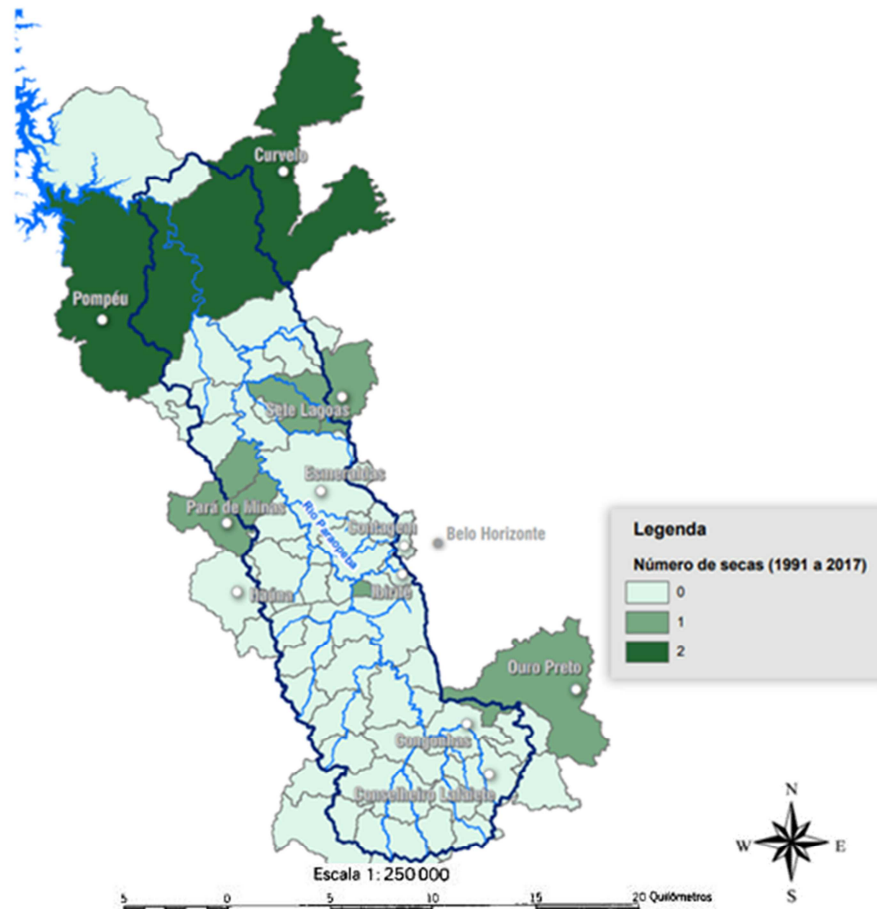 Curvelo
Pompéu
Sete Lagoas
Esmeraldas
Pará de Minas
Rio Paraopeba
Contagem
Belo Horizonte
Itaúna
Ibirité
Ouro Preto
Congonhas
Conselheiro Lafaiete
Legenda
Número de secas (1991 a 2017)
0
1
2
N
W
E
S
Escala 1: 250 000
5 0 5 10 15 20 Quilômetros